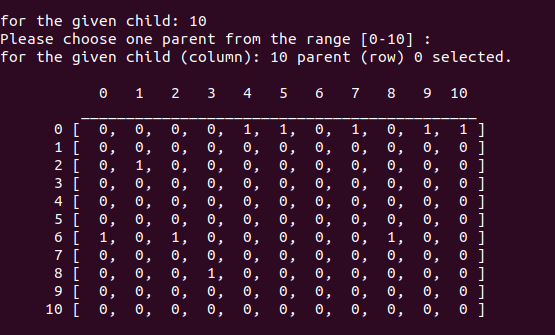 for the given child: 10
Please choose one parent from the range [0-10] :
for the given child (column): 10 parent (row) 0 selected.
0 1 2 3 4 5 6 7 8 9 10
0 [ 0, 0, 0, 0, 1, 1, 0, 1, 0, 1, 1 ]
1 [ 0, 0, 0, 0, 0, 0, 0, 0, 0, 0, 0 ]
2 [ 0, 1, 0, 0, 0, 0, 0, 0, 0, 0, 0 ]
3 [ 0, 0, 0, 0, 0, 0, 0, 0, 0, 0, 0 ]
4 [ 0, 0, 0, 0, 0, 0, 0, 0, 0, 0, 0 ]
5 [ 0, 0, 0, 0, 0, 0, 0, 0, 0, 0, 0 ]
6 [ 1, 0, 1, 0, 0, 0, 0, 0, 1, 0, 0 ]
7 [ 0, 0, 0, 0, 0, 0, 0, 0, 0, 0, 0 ]
8 [ 0, 0, 0, 1, 0, 0, 0, 0, 0, 0, 0 ]
9 [ 0, 0, 0, 0, 0, 0, 0, 0, 0, 0, 0 ]
10 [ 0, 0, 0, 0, 0, 0, 0, 0, 0, 0, 0 ]